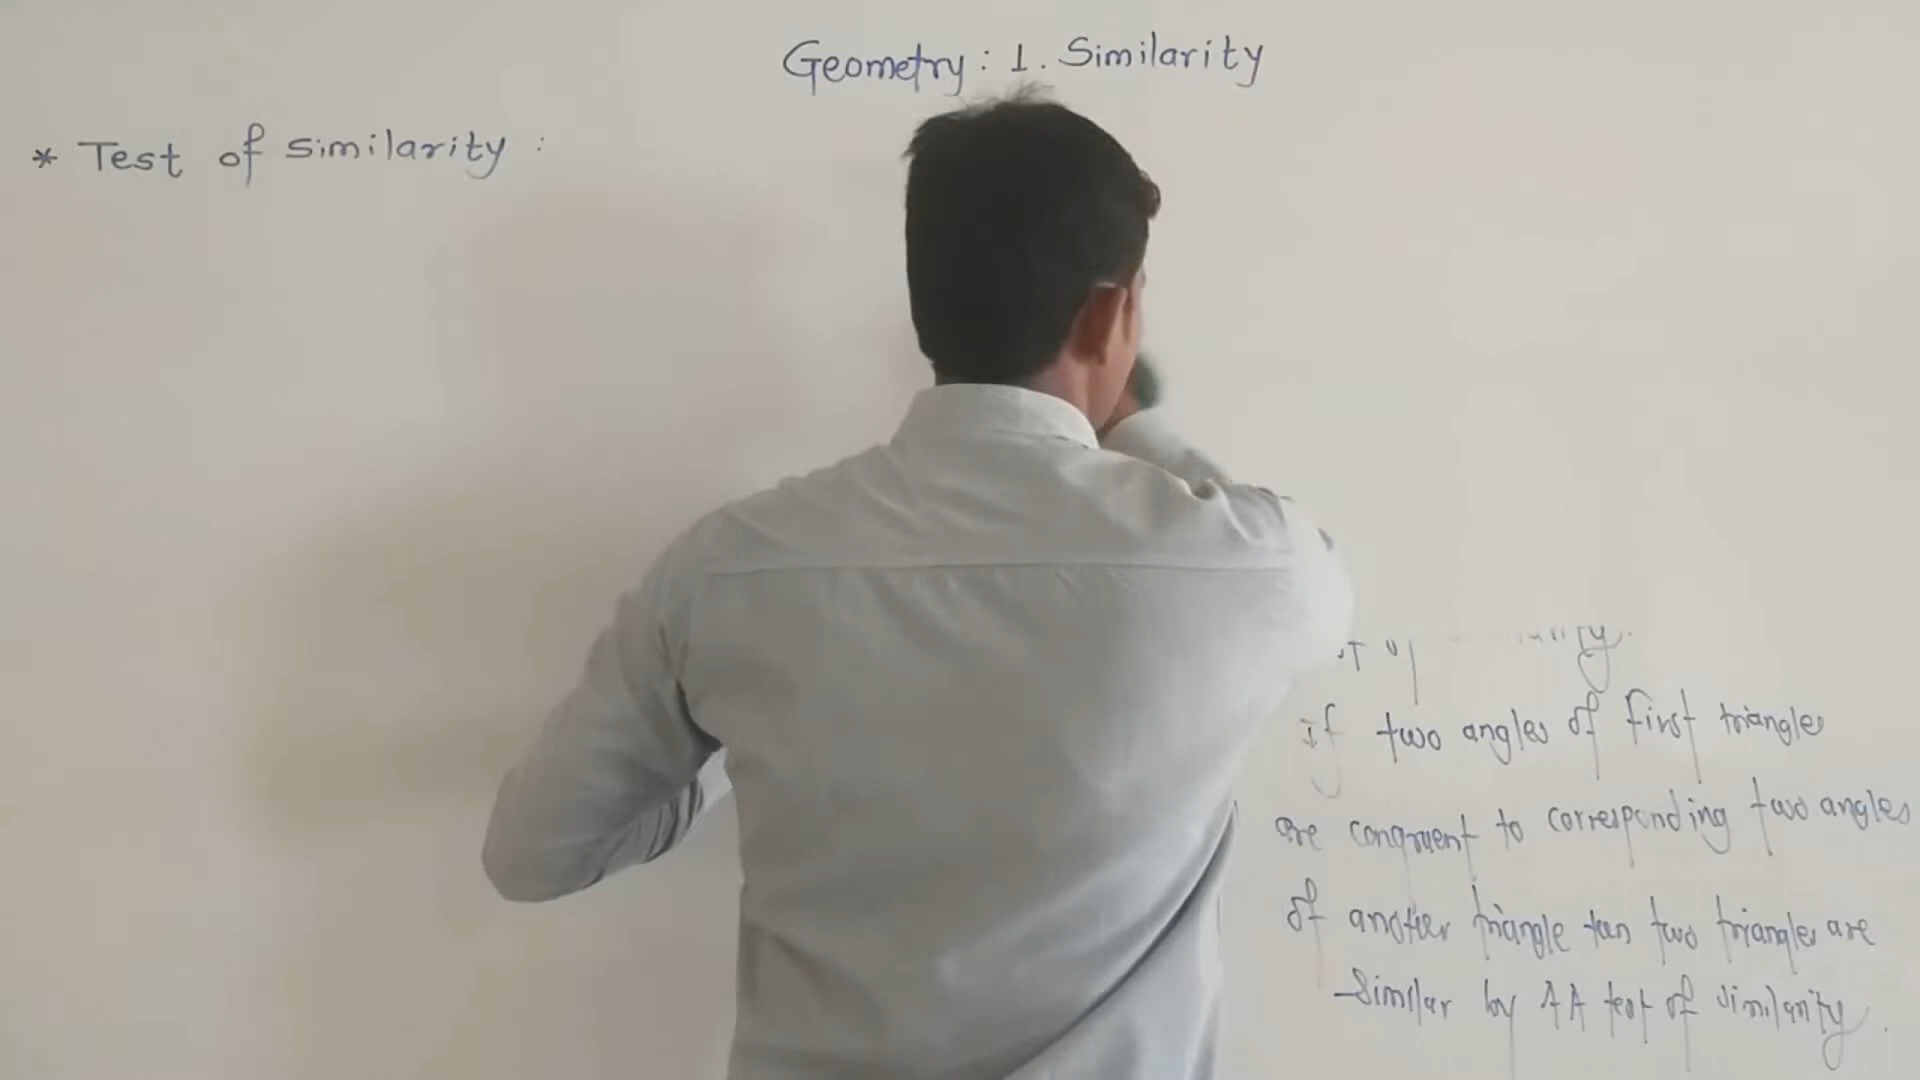 Geometry: 1. Similarity
* Test of similarity:
if two angles of first triangles
are congruent to corresponding two angles
of another triangle ten two triangles are
Similar by AA test of similarity.